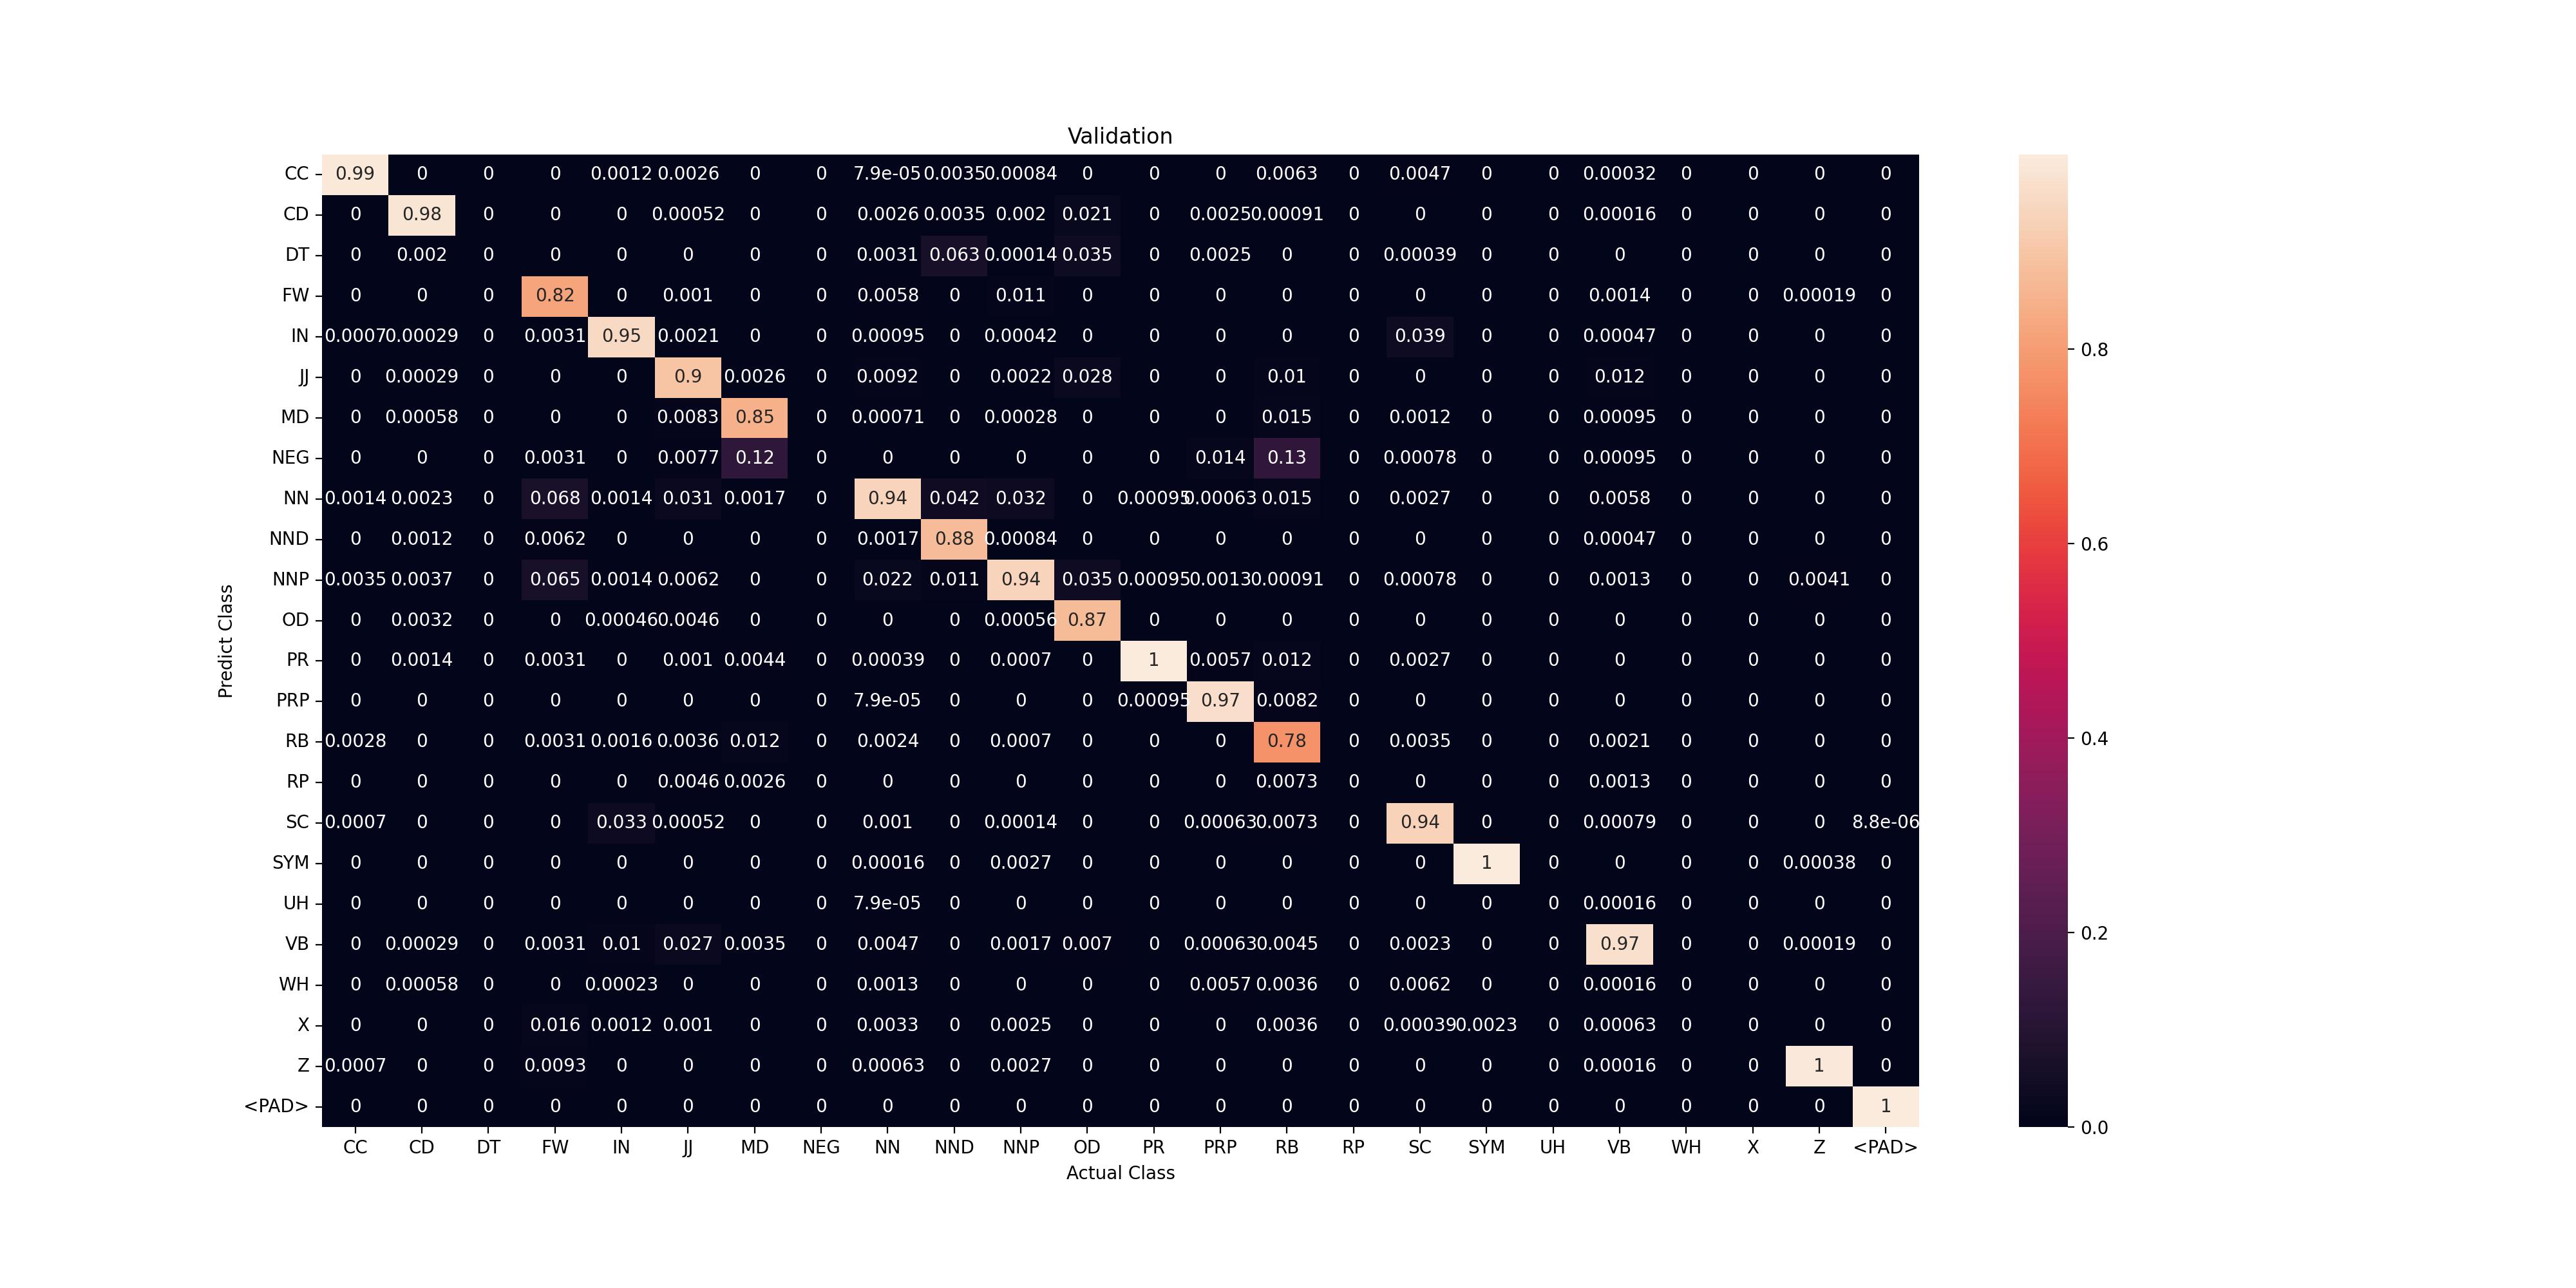 Validation
CC 0.99 0 0 0 0.0012 0.0026 0 0 7.9e-05 0.0035 0.00084 0 0 0 0.0063 0 0.0047 0 0 0.00032 0 0 0 0
CD 0 0.98 0 0 0 0.00052 0 0 0.0026 0.0035 0.002 0.021 0 0.0025 0.00091 0 0 0 0 0.00016 0 0 0 0
DT 0 0.002 0 0 0 0 0 0 0.0031 0.063 0.00014 0.035 0 0.0025 0 0 0.00039 0 0 0 0 0 0 0
FW 0 0 0 0.82 0 0.001 0 0 0.0058 0 0.011 0 0 0 0 0 0 0 0 0.0014 0 0 0.00019 0
IN 0.0007 0.00029 0 0.0031 0.95 0.0021 0 0 0.00095 0 0.00042 0 0 0 0 0 0.039 0 0 0.00047 0 0 0 0
JJ 0 0.00029 0 0 0 0.9 0.0026 0 0.0092 0 0.0022 0.028 0 0 0.01 0 0 0 0 0.012 0 0 0 0
MD 0 0.00058 0 0 0 0.0083 0.85 0 0.00071 0 0.00028 0 0 0 0.015 0 0.0012 0 0 0.00095 0 0 0 0
NEG 0 0 0 0.0031 0 0.0077 0.12 0 0 0 0 0 0 0.014 0.13 0 0.00078 0 0 0.00095 0 0 0 0
NN 0.0014 0.0023 0 0.068 0.0014 0.031 0.0017 0 0.94 0.042 0.032 0 0.00095 0.00063 0.015 0 0.0027 0 0 0.0058 0 0 0 0
NND 0 0.0012 0 0.0062 0 0 0 0 0.0017 0.88 0.00084 0 0 0 0 0 0 0 0 0.00047 0 0 0 0
NNP 0.0035 0.0037 0 0.065 0.0014 0.0062 0 0 0.022 0.011 0.94 0.035 0.00095 0.0013 0.00091 0 0.00078 0 0 0.0013 0 0 0.0041 0
OD 0 0.0032 0 0 0.00046 0.0046 0 0 0 0 0.00056 0.87 0 0 0 0 0 0 0 0 0 0 0 0
PR 0 0.0014 0 0.0031 0 0.001 0.0044 0 0.00039 0 0.0007 0 1 0.0057 0.012 0 0.0027 0 0 0 0 0 0 0
PRP 0 0 0 0 0 0 0 0 7.9e-05 0 0 0 0.00095 0.97 0.0082 0 0 0 0 0 0 0 0 0
RB 0.0028 0 0 0.0031 0.0016 0.0036 0.012 0 0.0024 0 0.0007 0 0 0 0.78 0 0.0035 0 0 0.0021 0 0 0 0
RP 0 0 0 0 0 0.0046 0.0026 0 0 0 0 0 0 0 0.0073 0 0 0 0 0.0013 0 0 0 0
SC 0.0007 0 0 0 0.033 0.00052 0 0 0.001 0 0.00014 0 0 0.00063 0.0073 0 0.94 0 0 0.00079 0 0 0 8.8e-06
SYM 0 0 0 0 0 0 0 0 0.00016 0 0.0027 0 0 0 0 0 0 1 0 0 0 0 0.00038 0
UH 0 0 0 0 0 0 0 0 7.9e-05 0 0 0 0 0 0 0 0 0 0 0.00016 0 0 0 0
VB 0 0.00029 0 0.0031 0.01 0.027 0.0035 0 0.0047 0 0.0017 0.007 0 0.00063 0.0045 0 0.0023 0 0 0.97 0 0 0.00019 0
WH 0 0.00058 0 0 0.00023 0 0 0 0.0013 0 0 0 0 0.0057 0.0036 0 0.0062 0 0 0.00016 0 0 0 0
X 0 0 0 0.016 0.0012 0.001 0 0 0.0033 0 0.0025 0 0 0 0.0036 0 0.00039 0.0023 0 0.00063 0 0 0 0
Z 0.0007 0 0 0.0093 0 0 0 0 0.00063 0 0.0027 0 0 0 0 0 0 0 0 0.00016 0 0 1 0
<PAD> 0 0 0 0 0 0 0 0 0 0 0 0 0 0 0 0 0 0 0 0 0 0 0 1
CC CD DT FW IN JJ MD NEG NN NND NNP OD PR PRP RB RP SC SYM UH VB WH X Z <PAD>
Actual Class
Predict Class
0.8
0.6
0.4
0.2
0.0